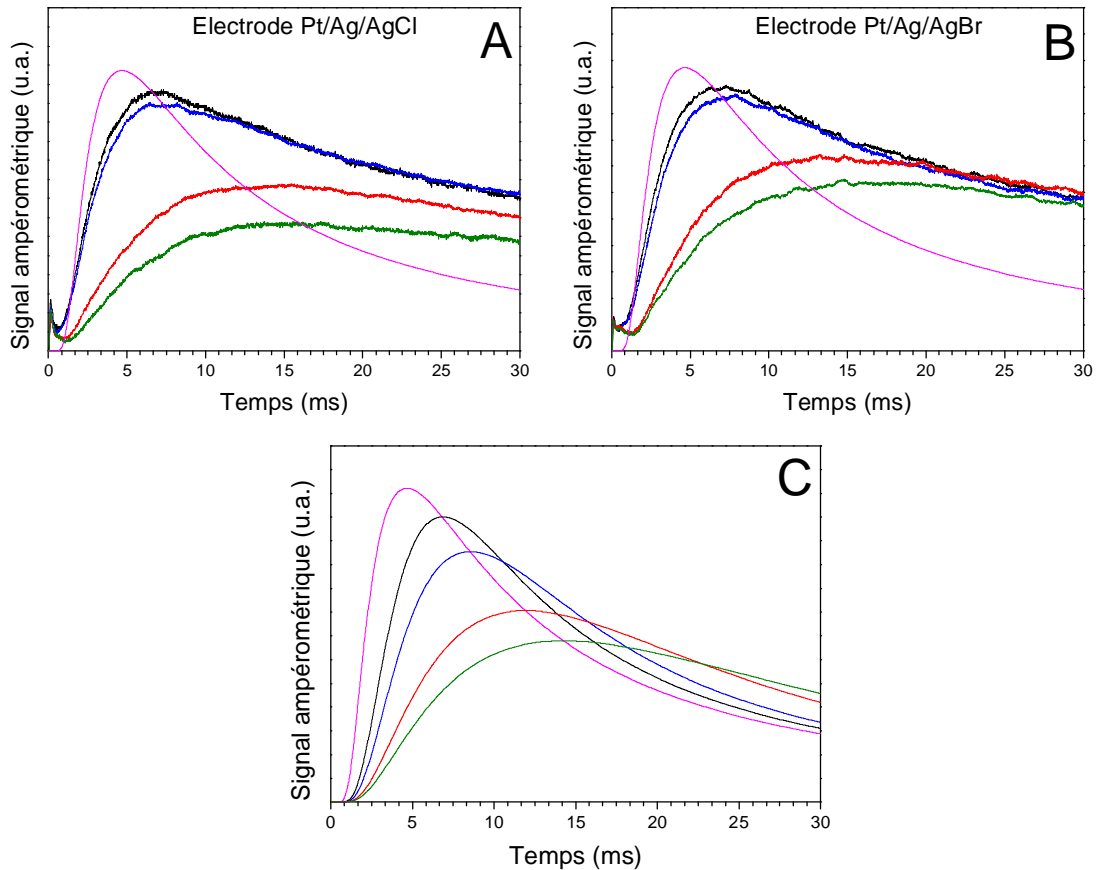 Electrode Pt/Ag/AgCl
A
Signal ampérométrique (u.a.)
0 5 10 15 20 25 30
Temps (ms)
Electrode Pt/Ag/AgBr
B
Signal ampérométrique (u.a.)
0 5 10 15 20 25 30
Temps (ms)
C
Signal ampérométrique (u.a.)
0 5 10 15 20 25 30
Temps (ms)